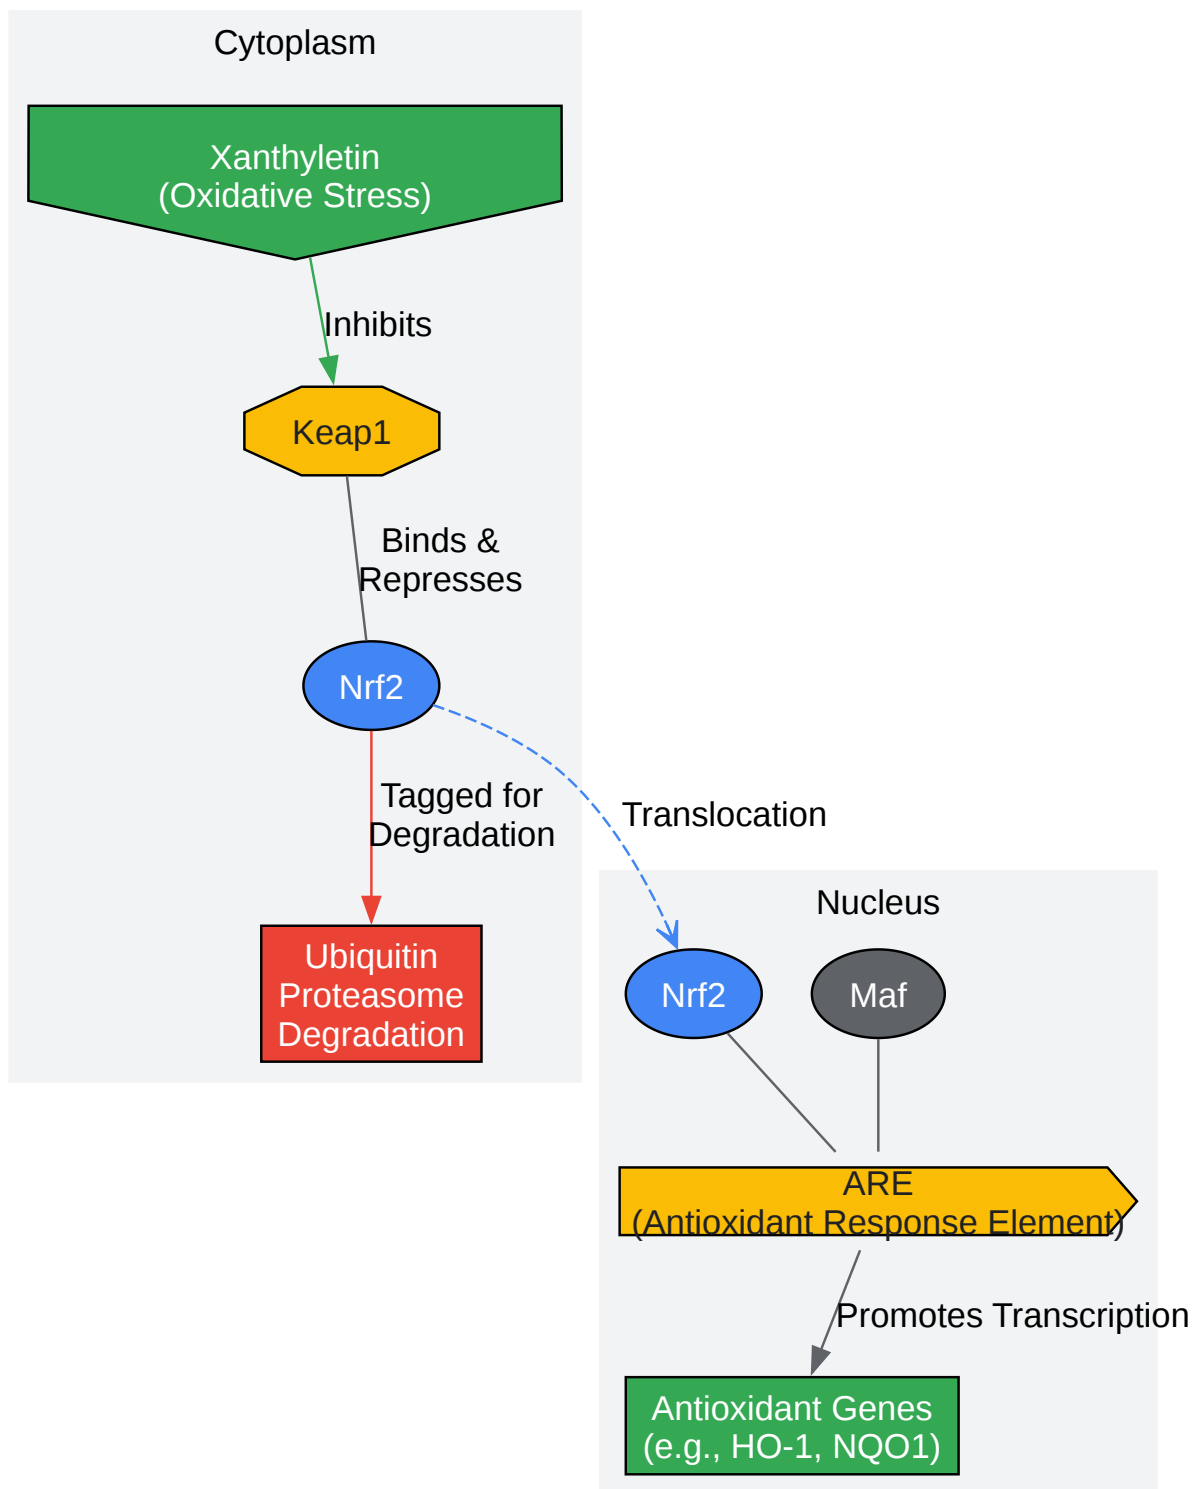 Cytoplasm
Xanthyletin
(Oxidative Stress)
Inhibits
Keap1
Binds &
Represses
Nrf2
Tagged for
Degradation
Translocation
Ubiquitin
Proteasome
Degradation
Nucleus
Nrf2
Maf
ARE
(Antioxidant Response Element)
Promotes Transcription
Antioxidant Genes
(e.g., HO-1, NQO1)